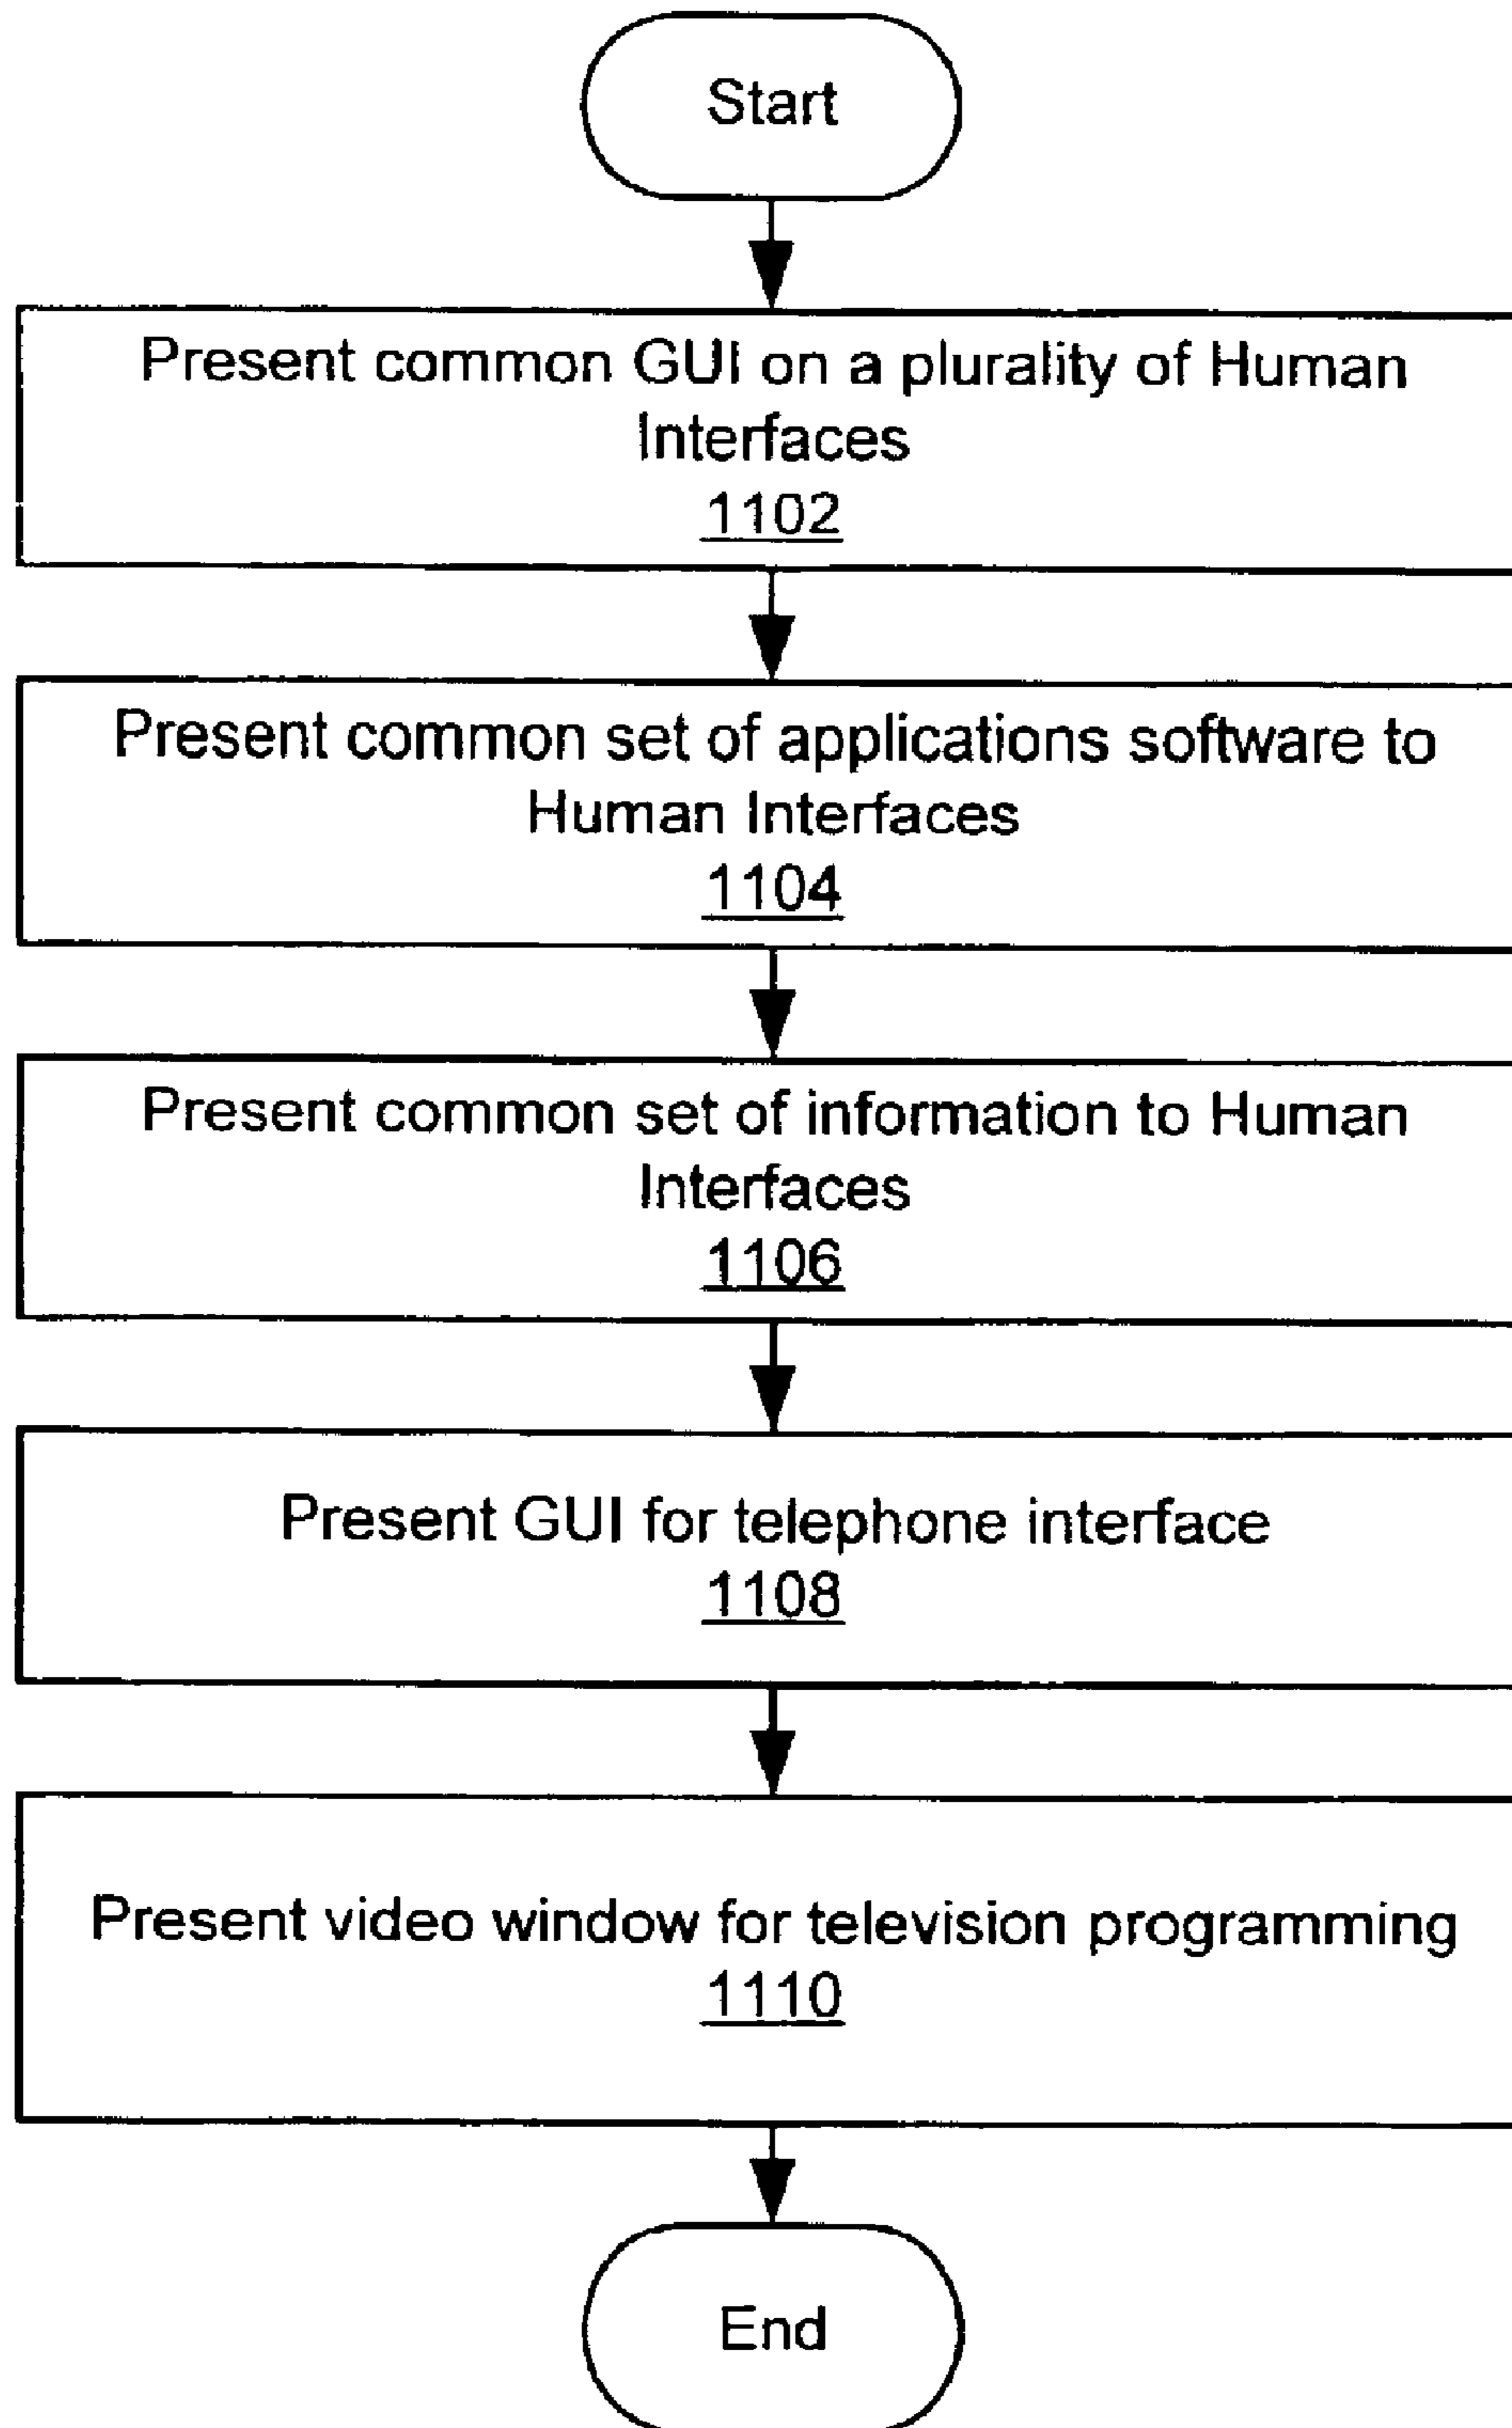 Start
Present common GUI on a plurality of Human
Interfaces
1102
Present common set of applications software to
Human Interfaces
1104
Present common set of information to Human
Interfaces
1106
Present GUI for telephone interface
1108
Present video window for television programming
1110
End